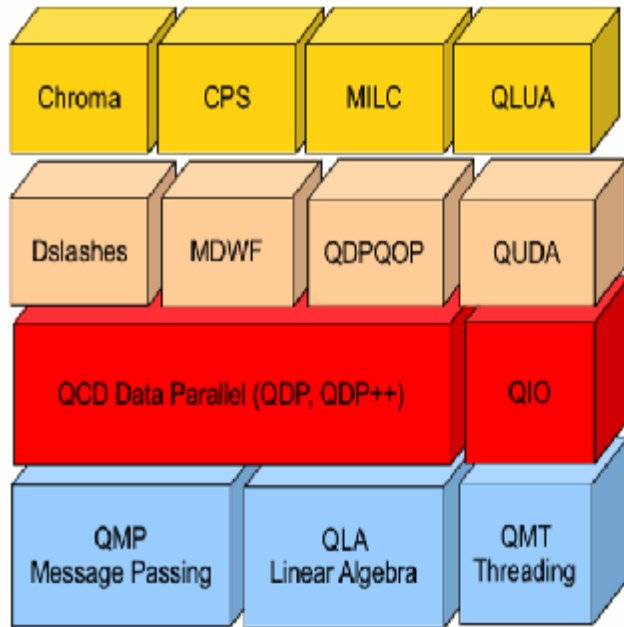 Chroma
CPS
MILC
QLUA
Dslashes
MDWF
QDPQOP
QUDA
QCD Data Parallel (QDP, QDP++)
QIO
QMP
Message Passing
QLA
Linear Algebra
QMT
Threading